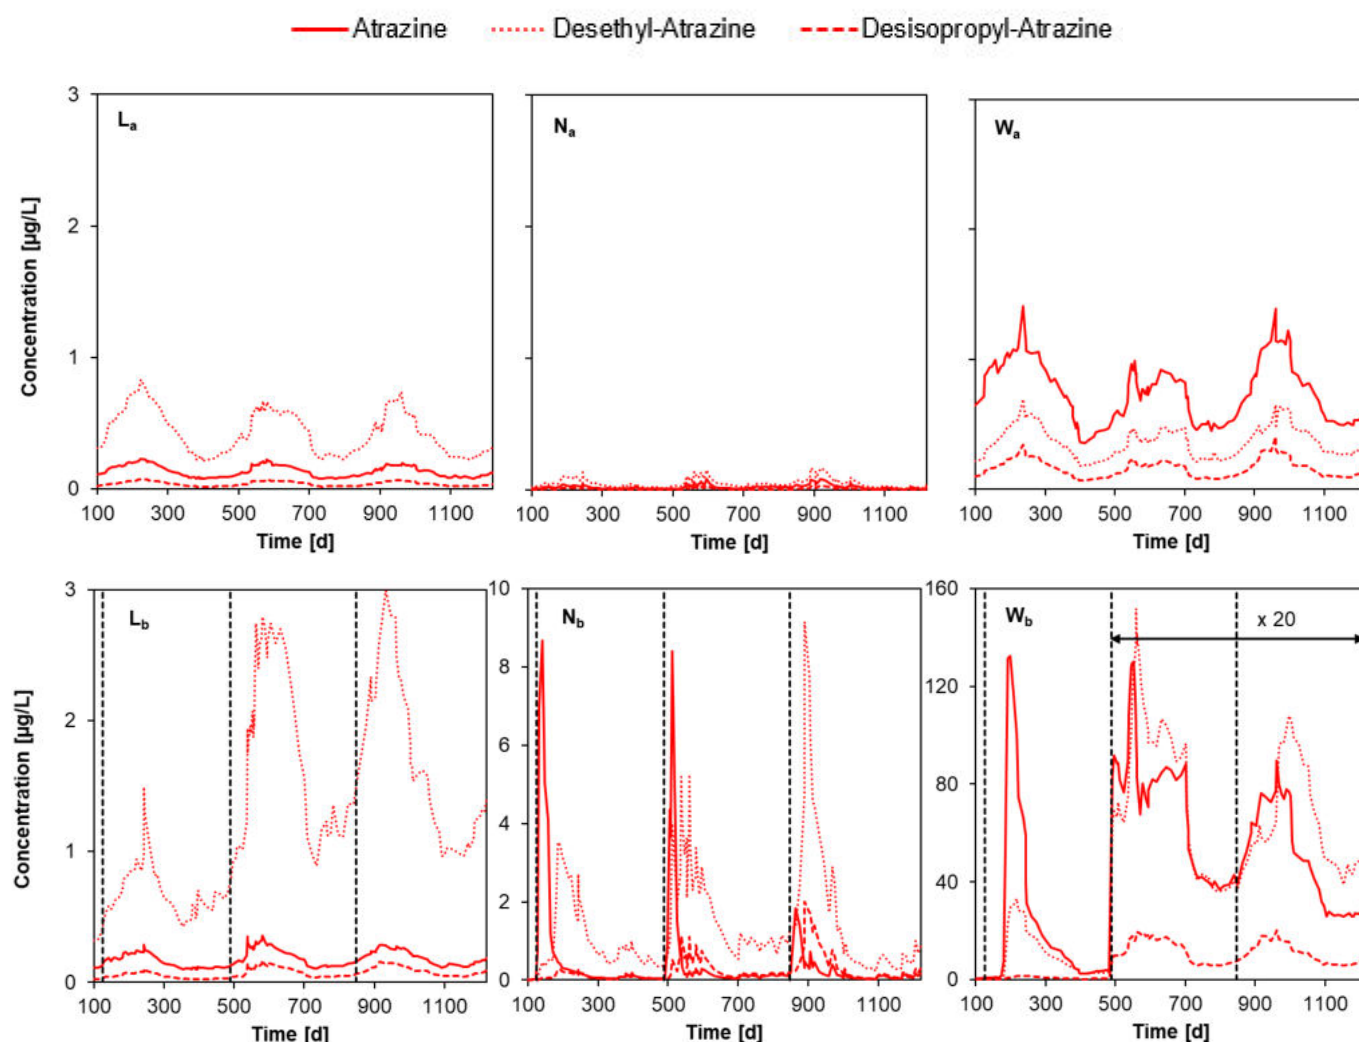 Atrazine Desethyl-Atrazine Desisopropyl-Atrazine
Concentration [µg/L]
3
2
1
0
La
100 300 500 700 900 1100
Time [d]
Na
100 300 500 700 900 1100
Time [d]
Wa
100 300 500 700 900 1100
Time [d]
Concentration [µg/L]
3
2
1
0
Lb
100 300 500 700 900 1100
Time [d]
10
8
6
4
2
0
Nb
100 300 500 700 900 1100
Time [d]
160
120
80
40
0
Wb
x 20
100 300 500 700 900 1100
Time [d]